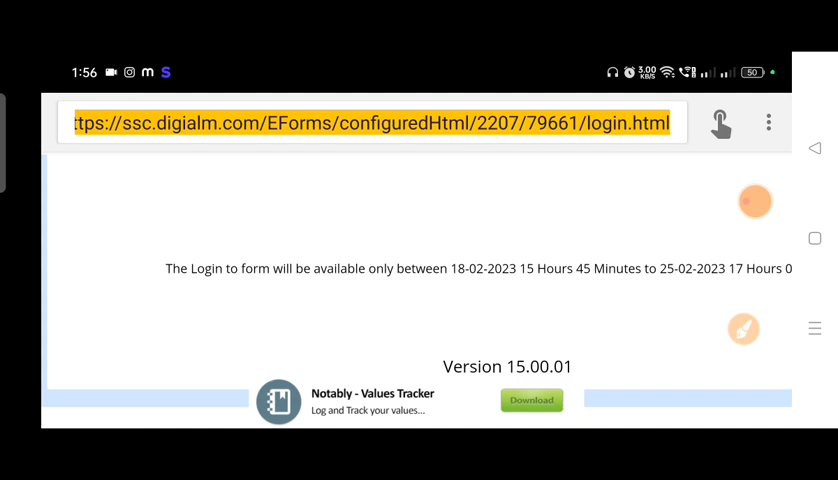 1:56
3.00
KB/S
50
ttps://ssc.digialm.com/EForms/configuredHtml/2207/79661/login.html
The Login to form will be available only between 18-02-2023 15 Hours 45 Minutes to 25-02-2023 17 Hours 0
Version 15.00.01
Notably - Values Tracker
Log and Track your values...
Download